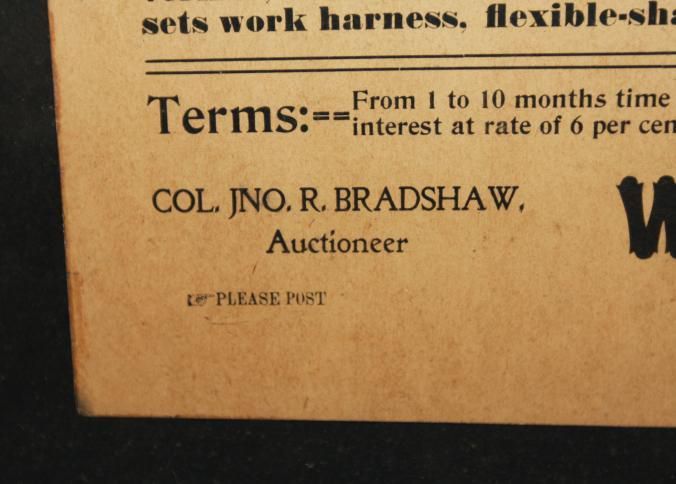 sets work harness, flexible-sha
Terms:==From 1 to 10 months time
interest at rate of 6 per cen
COL. JNO. R. BRADSHAW,
Auctioneer
W
☞PLEASE POST